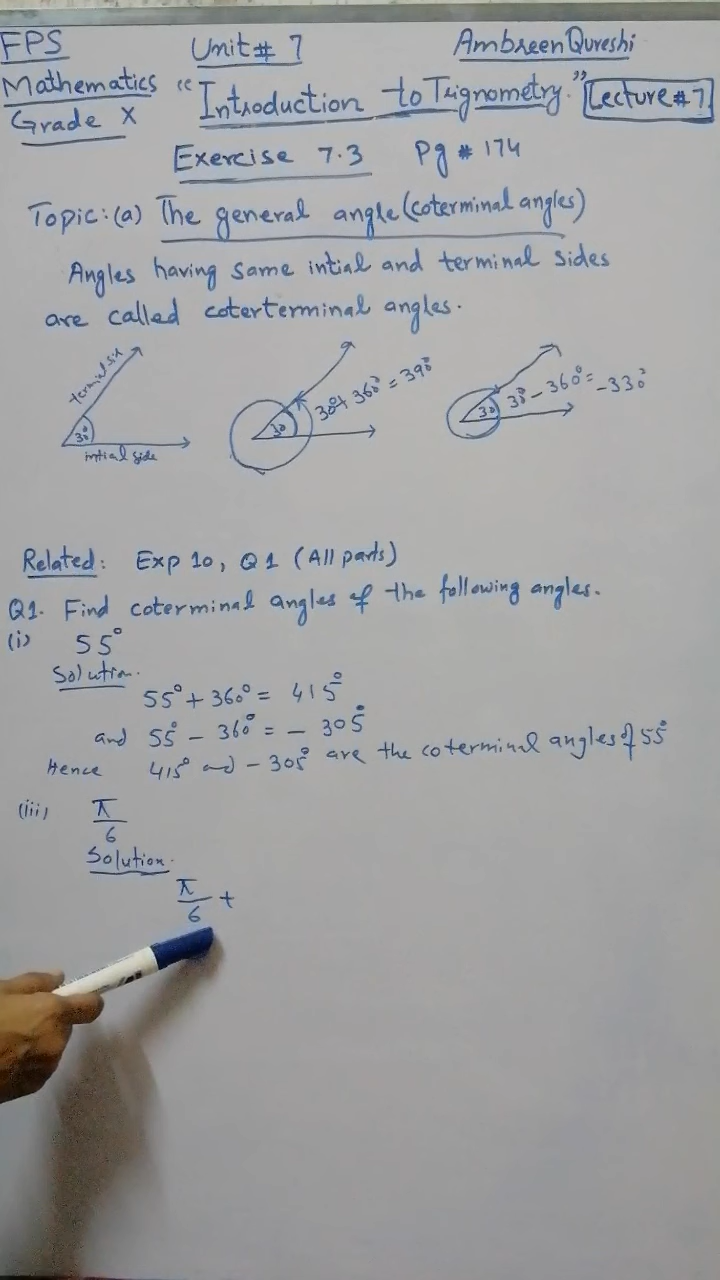 FPS Unit # 7 Ambreen Qureshi
Mathematics "Introduction to Trignometry." Lecture # 7
Grade X
Exercise 7.3 Pg # 174
Topic: (a) The general angle (coterminal angles)
Angles having same intial and terminal sides
are called coterterminal angles.
terminal six
30°
intial side
30
30°+ 360° = 390°
30
30° - 360° = -330°
Related: Exp 10, Q1 (All parts)
Q1. Find coterminal angles of the following angles.
(i) 55°
Solution.
55° + 360° = 415°
and 55° - 360° = - 305°
Hence 415° and - 305° are the coterminal angles of 55°
(iii) π/6
Solution.
π/6 +